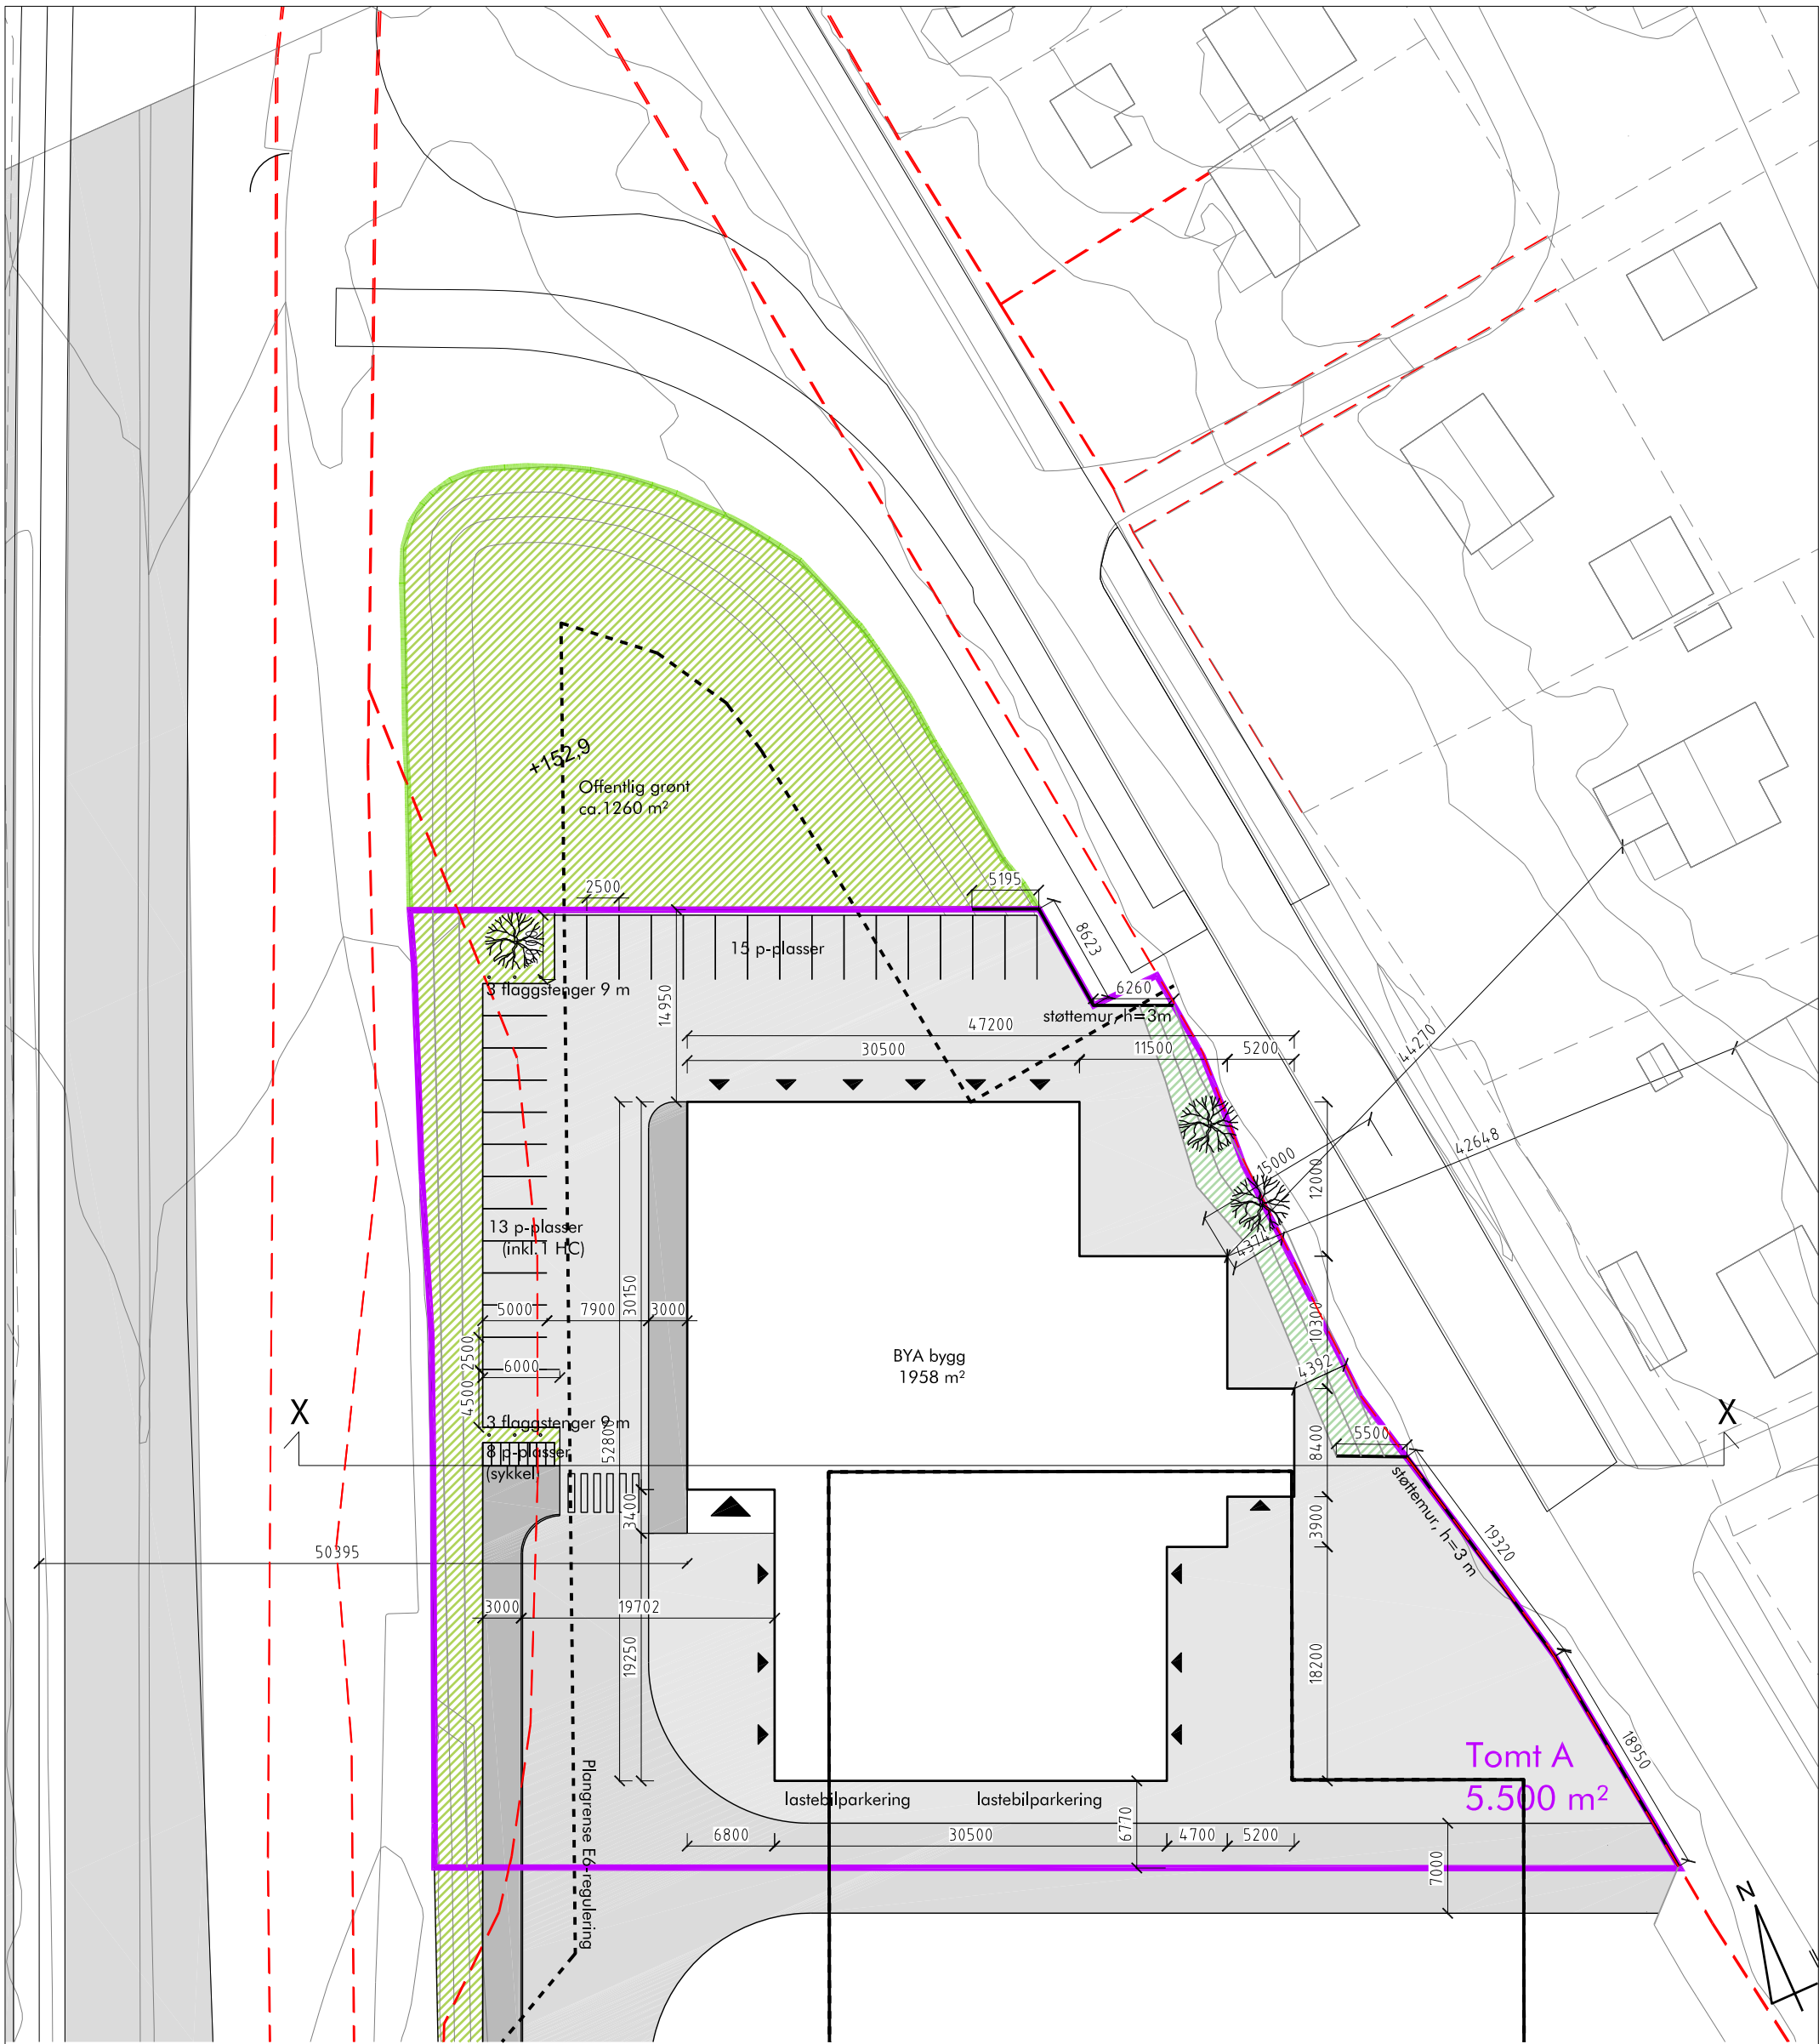 +152,9
Offentlig grønt
ca.1260 m²
2500
5195
8623
15 p-plasser
3 flaggstenger 9 m
14950
6260
støttemur, h=3m
47200
30500
11500
5200
44270
42648
15000
12000
4374
13 p-plasser
(inkl.1 HC)
30150
5000
7900
3000
10300
2500
6000
4500
4392
BYA bygg
1958 m²
X
X
3 flaggstenger 9 m
8 p-plasser
(sykkel)
52800
5500
8400
støttemur, h=3 m
3400
3900
19320
50395
3000
19702
19250
18200
18950
Plangrense E6-regulering
Tomt A
5.500 m²
lastebilparkering
lastebilparkering
6800
30500
6770
4700
5200
7000
N